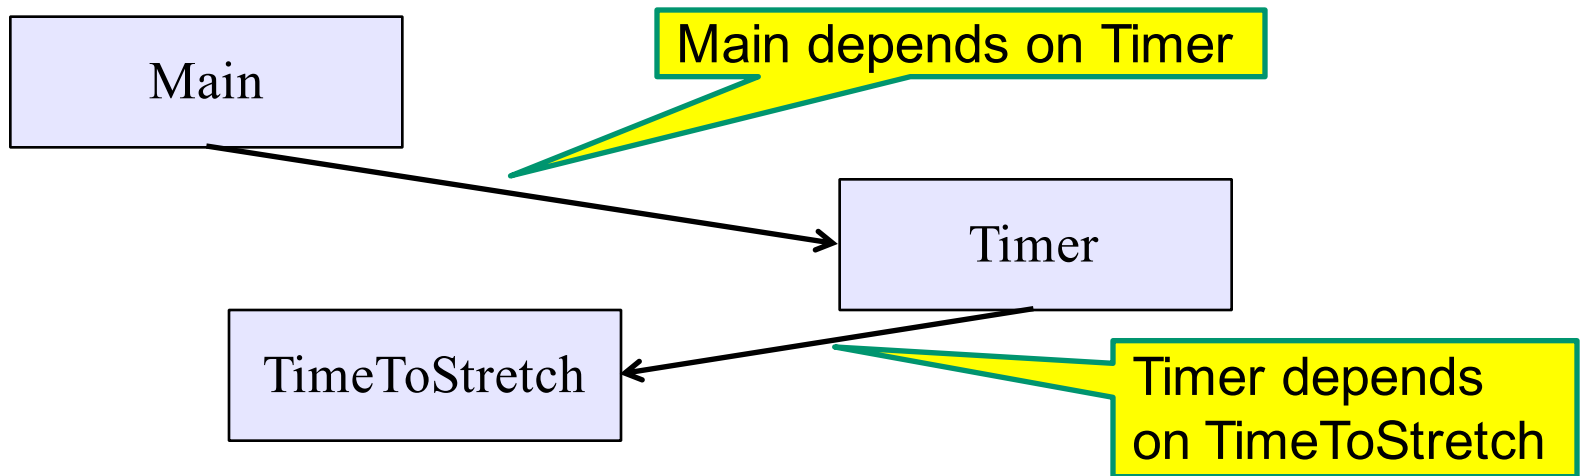 Main depends on Timer
Main
Timer
TimeToStretch
Timer depends
on TimeToStretch